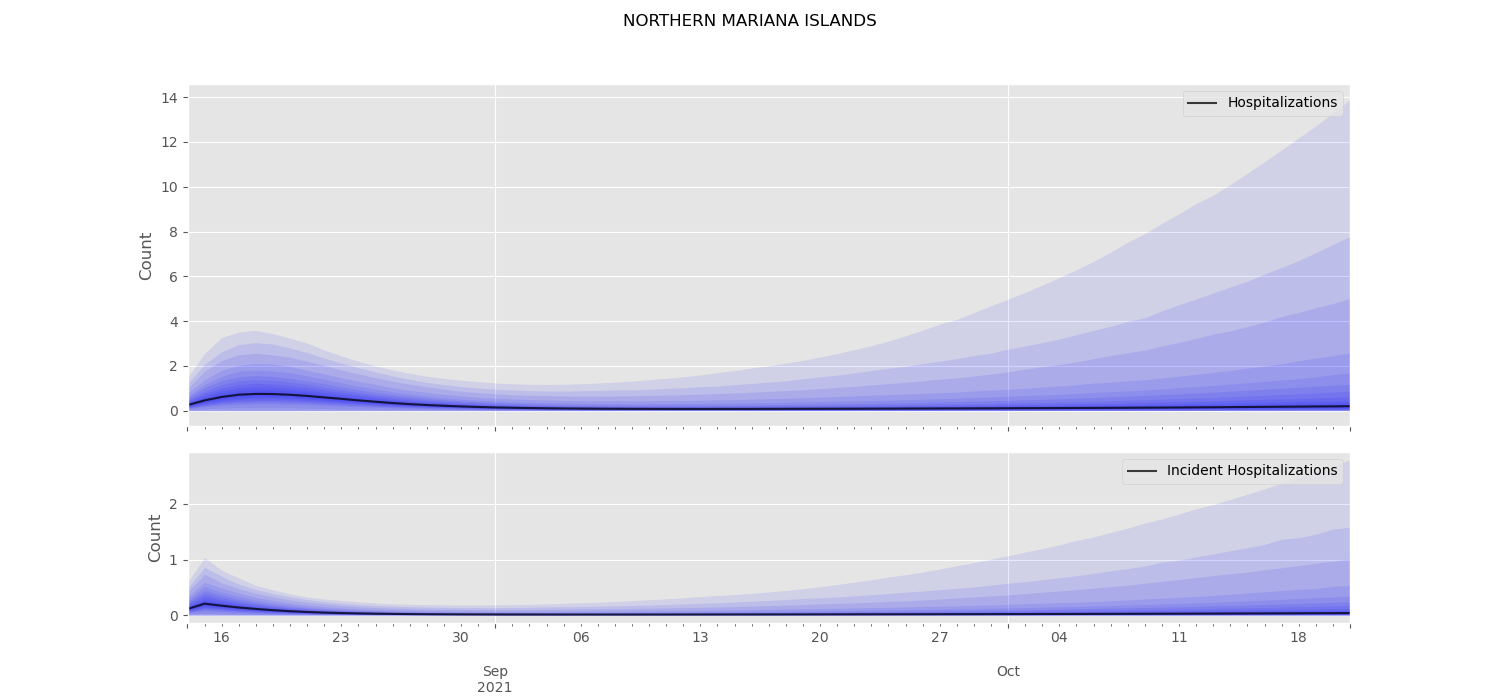 NORTHERN MARIANA ISLANDS
Hospitalizations
Count
14
12
10
8
6
4
2
0
Incident Hospitalizations
Count
2
1
0
16 23 30 06 13 20 27 04 11 18
Sep Oct
2021